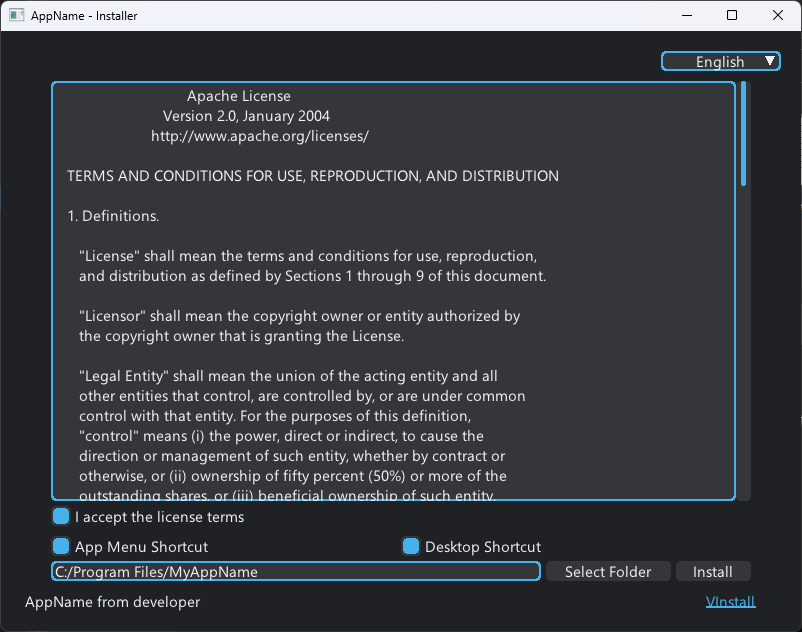 AppName - Installer
English
Apache License
Version 2.0, January 2004
http://www.apache.org/licenses/
TERMS AND CONDITIONS FOR USE, REPRODUCTION, AND DISTRIBUTION
1. Definitions.
"License" shall mean the terms and conditions for use, reproduction,
and distribution as defined by Sections 1 through 9 of this document.
"Licensor" shall mean the copyright owner or entity authorized by
the copyright owner that is granting the License.
"Legal Entity" shall mean the union of the acting entity and all
other entities that control, are controlled by, or are under common
control with that entity. For the purposes of this definition,
"control" means (i) the power, direct or indirect, to cause the
direction or management of such entity, whether by contract or
otherwise, or (ii) ownership of fifty percent (50%) or more of the
outstanding shares, or (iii) beneficial ownership of such entity.
I accept the license terms
App Menu Shortcut
Desktop Shortcut
C:/Program Files/MyAppName
Select Folder
Install
AppName from developer
VInstall